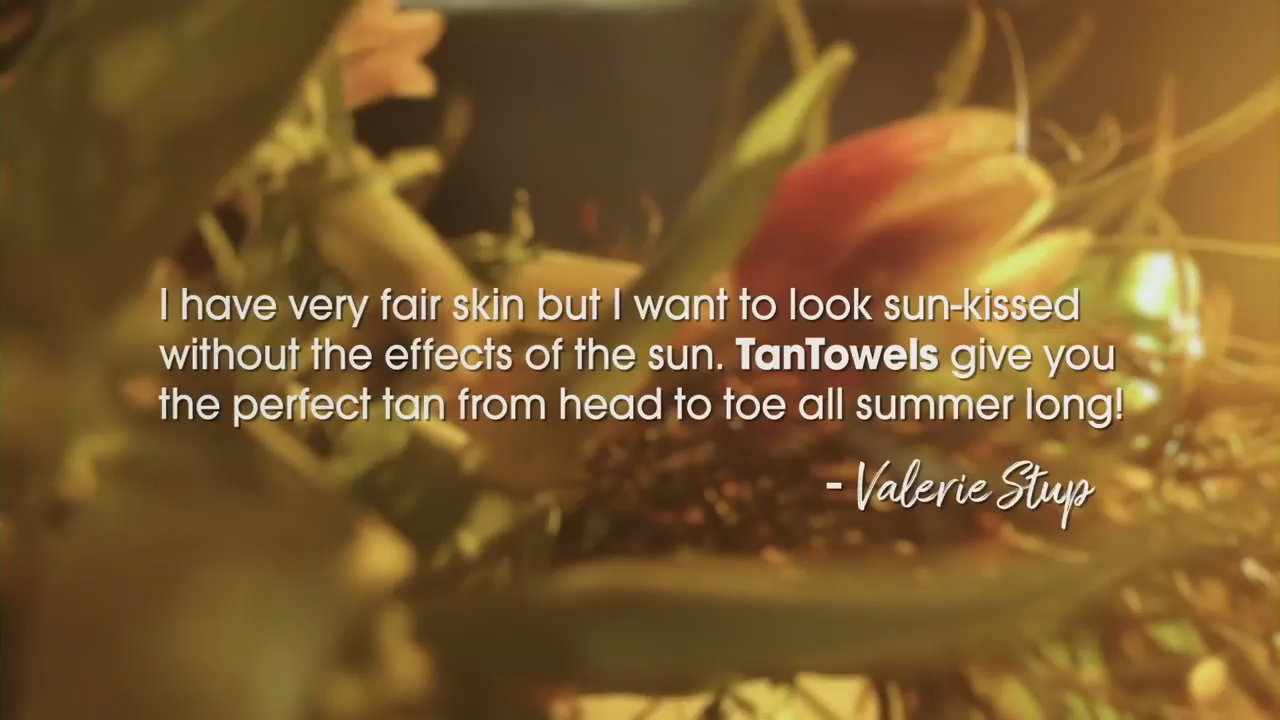 I have very fair skin but I want to look sun-kissed
without the effects of the sun. TanTowels give you
the perfect tan from head to toe all summer long!
- Valerie Stup